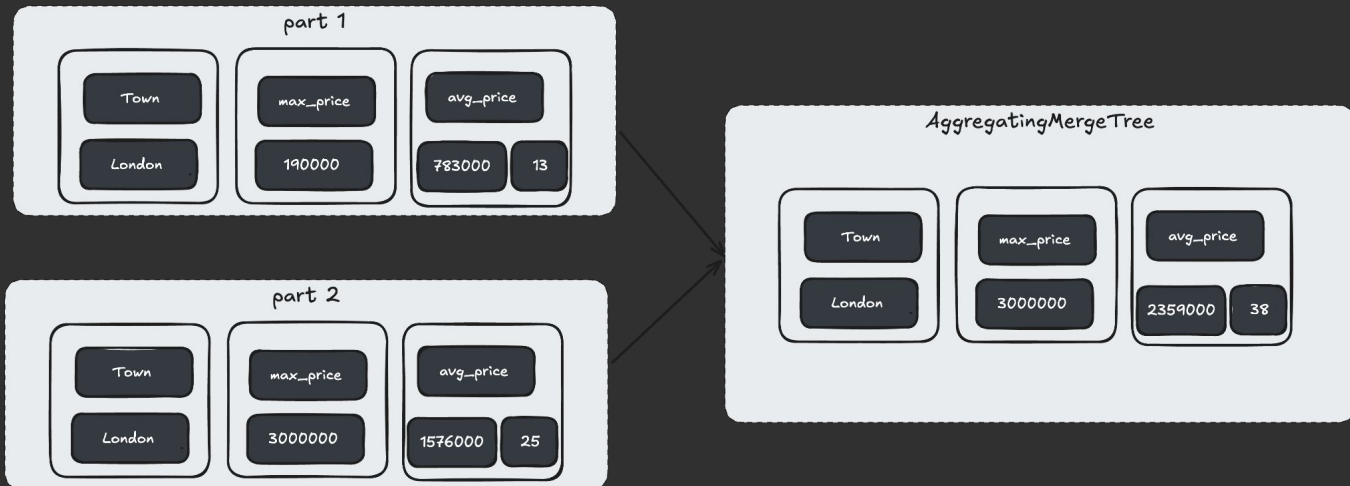 part 1
Town
max_price
avg_price
London
190000
783000
13
part 2
Town
max_price
avg_price
London
3000000
1576000
25
AggregatingMergeTree
Town
max_price
avg_price
London
3000000
2359000
38